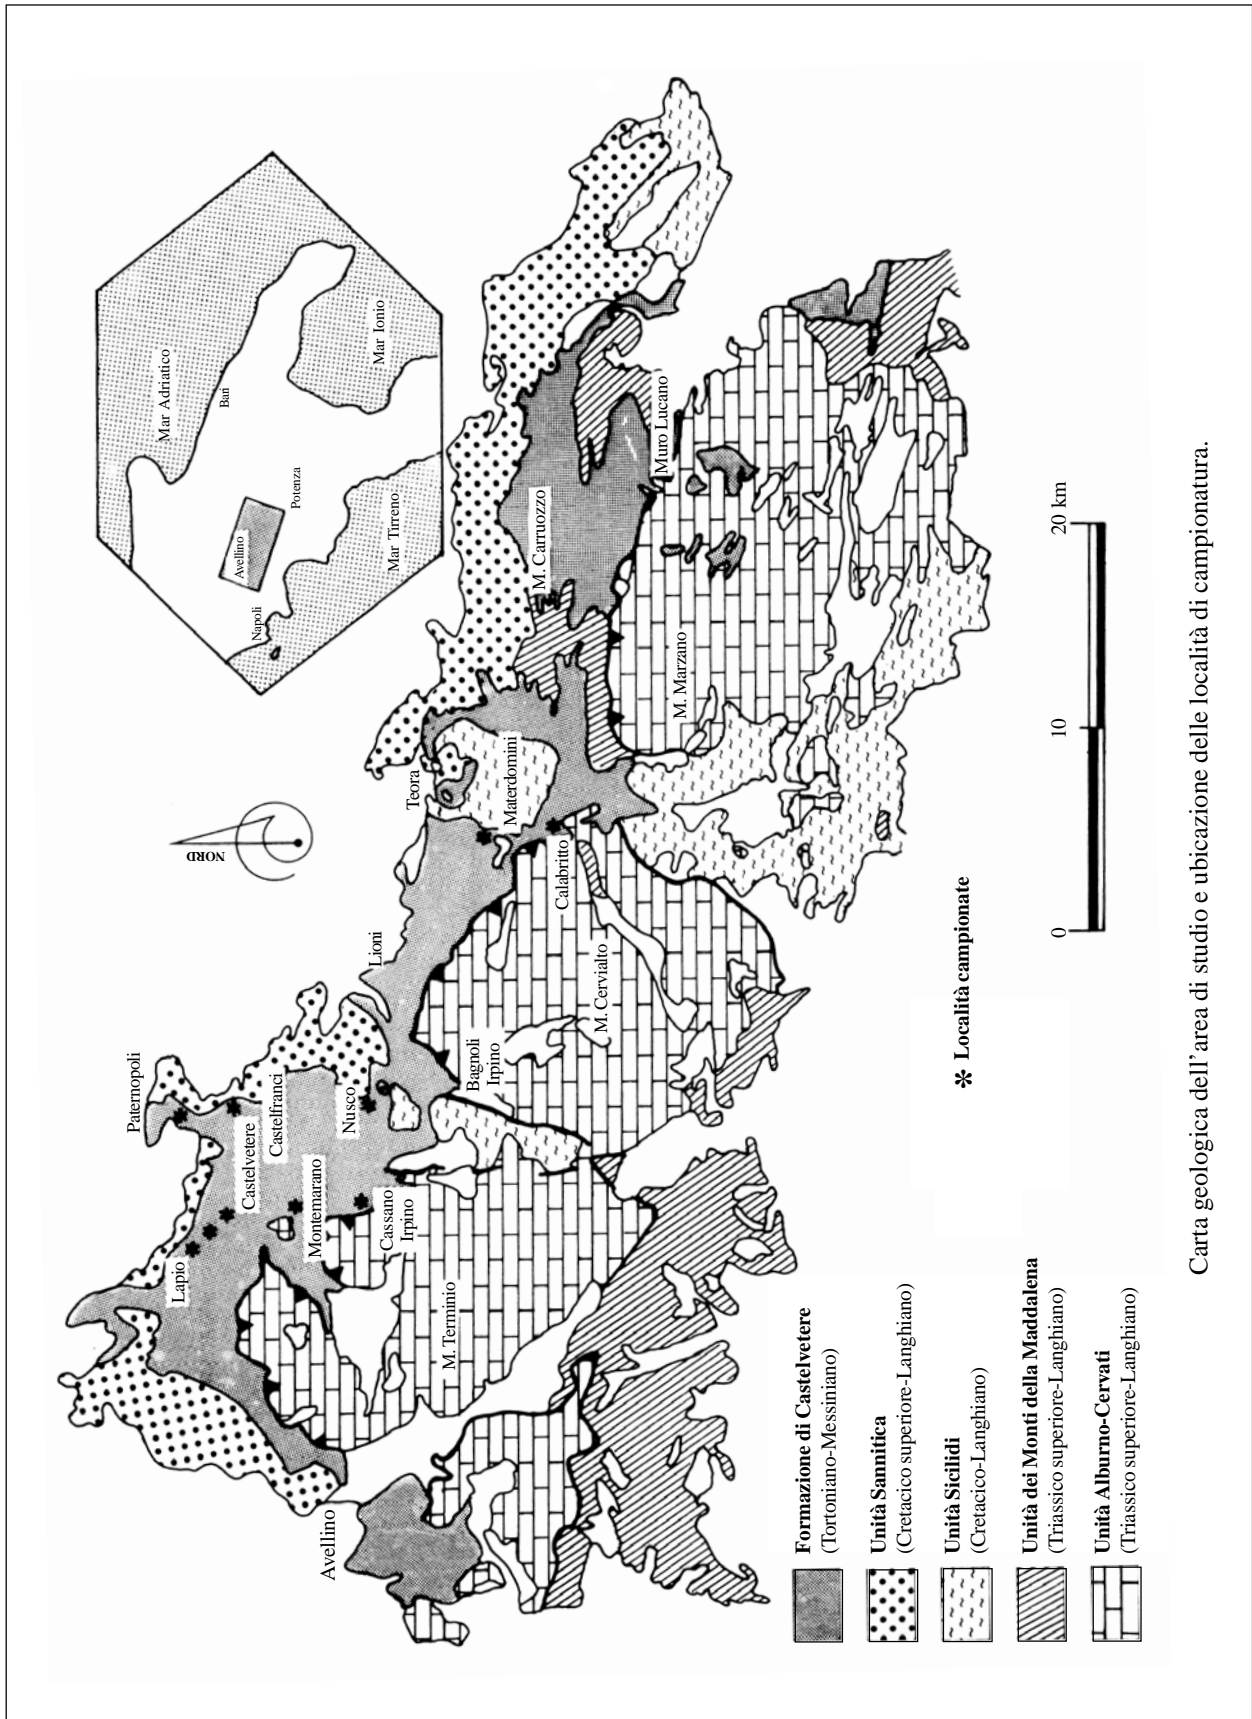 Mar Adriatico
Bari
Mar Ionio
Potenza
Avellino
Napoli
Mar Tirreno
NORD
Paternopoli
Lapio
Castelvetere
Castelfranci
Montemarano
Nusco
Cassano
Irpino
Lioni
Bagnoli
Irpino
Teora
Materdomini
Calabritto
M. Carruozzo
Muro Lucano
M. Marzano
M. Cervialto
M. Terminio
Avellino
Formazione di Castelvetere
(Tortoniano-Messiniano)
Unità Sannitica
(Cretacico superiore-Langhiano)
Unità Sicilidi
(Cretacico-Langhiano)
Unità dei Monti della Maddalena
(Triassico superiore-Langhiano)
Unità Alburno-Cervati
(Triassico superiore-Langhiano)
* Località campionate
0 10 20 km
Carta geologica dell'area di studio e ubicazione delle località di campionatura.